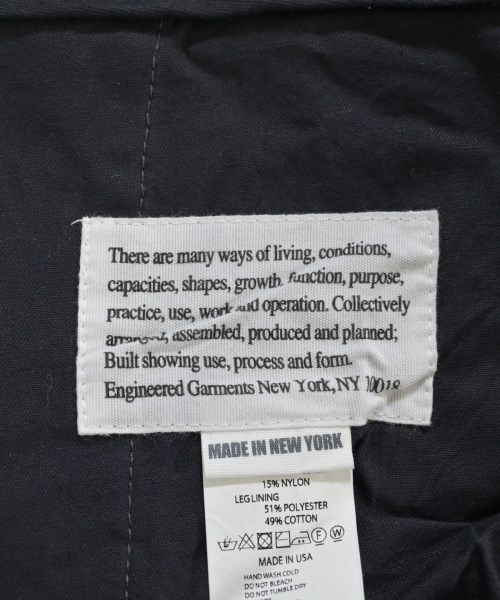 There are many ways of living, conditions,
capacities, shapes, growth, function, purpose,
practice, use, work and operation. Collectively
arranged, assembled, produced and planned;
Built showing use, process and form.
Engineered Garments New York, NY 10018
MADE IN NEW YORK
15% NYLON
LEG LINING
51% POLYESTER
49% COTTON
F W
MADE IN USA
HAND WASH COLD
DO NOT BLEACH
DO NOT TUMBLE DRY